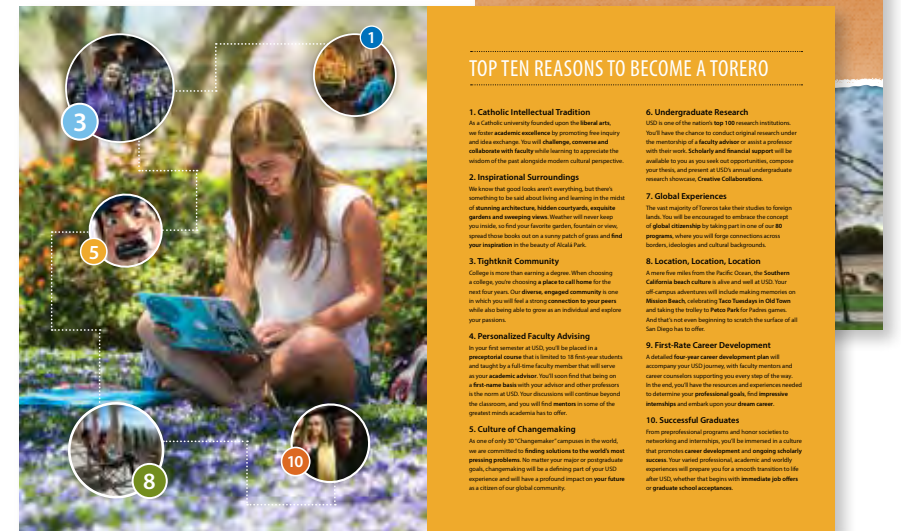 3
1
5
8
10
TOP TEN REASONS TO BECOME A TORERO
1. Catholic Intellectual Tradition
As a Catholic university founded upon the liberal arts,
we foster academic excellence by promoting free inquiry
and idea exchange. You will challenge, converse and
collaborate with faculty while learning to appreciate the
wisdom of the past alongside modern cultural perspective.
2. Inspirational Surroundings
We know that good looks aren't everything, but there's
something to be said about living and learning in the midst
of stunning architecture, hidden courtyards, exquisite
gardens and sweeping views. Weather will never keep
you inside, so find your favorite garden, fountain or view,
spread those books out on a sunny patch of grass and find
your inspiration in the beauty of Alcalá Park.
3. Tightknit Community
College is more than earning a degree. When choosing
a college, you're choosing a place to call home for the
next four years. Our diverse, engaged community is one
in which you will feel a strong connection to your peers
while also being able to grow as an individual and explore
your passions.
4. Personalized Faculty Advising
In your first semester at USD, you'll be placed in a
preceptorial course that is limited to 18 first-year students
and taught by a full-time faculty member that will serve
as your academic advisor. You'll soon find that being on
a first-name basis with your advisor and other professors
is the norm at USD. Your discussions will continue beyond
the classroom, and you will find mentors in some of the
greatest minds academia has to offer.
5. Culture of Changemaking
As one of only 30 "Changemaker" campuses in the world,
we are committed to finding solutions to the world's most
pressing problems. No matter your major or postgraduate
goals, changemaking will be a defining part of your USD
experience and will have a profound impact on your future
as a citizen of our global community.
6. Undergraduate Research
USD is one of the nation's top 100 research institutions.
You'll have the chance to conduct original research under
the mentorship of a faculty advisor or assist a professor
with their work. Scholarly and financial support will be
available to you as you seek out opportunities, compose
your thesis, and present at USD's annual undergraduate
research showcase, Creative Collaborations.
7. Global Experiences
The vast majority of Toreros take their studies to foreign
lands. You will be encouraged to embrace the concept
of global citizenship by taking part in one of our 80
programs, where you will forge connections across
borders, ideologies and cultural backgrounds.
8. Location, Location, Location
A mere five miles from the Pacific Ocean, the Southern
California beach culture is alive and well at USD. Your
off-campus adventures will include making memories on
Mission Beach, celebrating Taco Tuesdays in Old Town
and taking the trolley to Petco Park for Padres games.
And that's not even beginning to scratch the surface of all
San Diego has to offer.
9. First-Rate Career Development
A detailed four-year career development plan will
accompany your USD journey, with faculty mentors and
career counselors supporting you every step of the way.
In the end, you'll have the resources and experiences needed
to determine your professional goals, find impressive
internships and embark upon your dream career.
10. Successful Graduates
From preprofessional programs and honor societies to
networking and internships, you'll be immersed in a culture
that promotes career development and ongoing scholarly
success. Your varied professional, academic and worldly
experiences will prepare you for a smooth transition to life
after USD, whether that begins with immediate job offers
or graduate school acceptances.